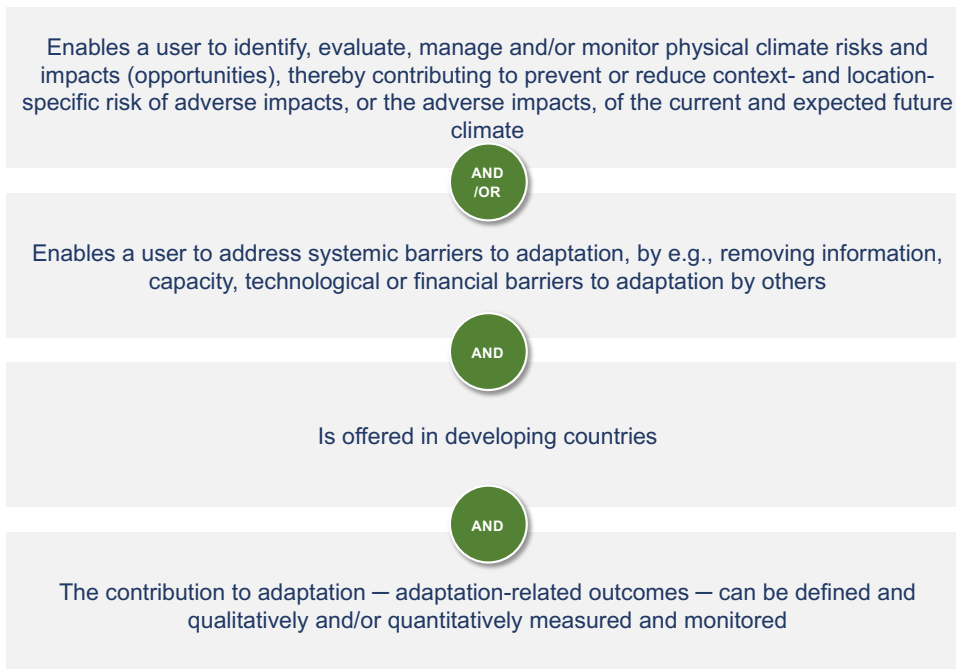 Enables a user to identify, evaluate, manage and/or monitor physical climate risks and
impacts (opportunities), thereby contributing to prevent or reduce context- and location-
specific risk of adverse impacts, or the adverse impacts, of the current and expected future
climate
AND
/OR
Enables a user to address systemic barriers to adaptation, by e.g., removing information,
capacity, technological or financial barriers to adaptation by others
AND
Is offered in developing countries
AND
The contribution to adaptation — adaptation-related outcomes — can be defined and
qualitatively and/or quantitatively measured and monitored